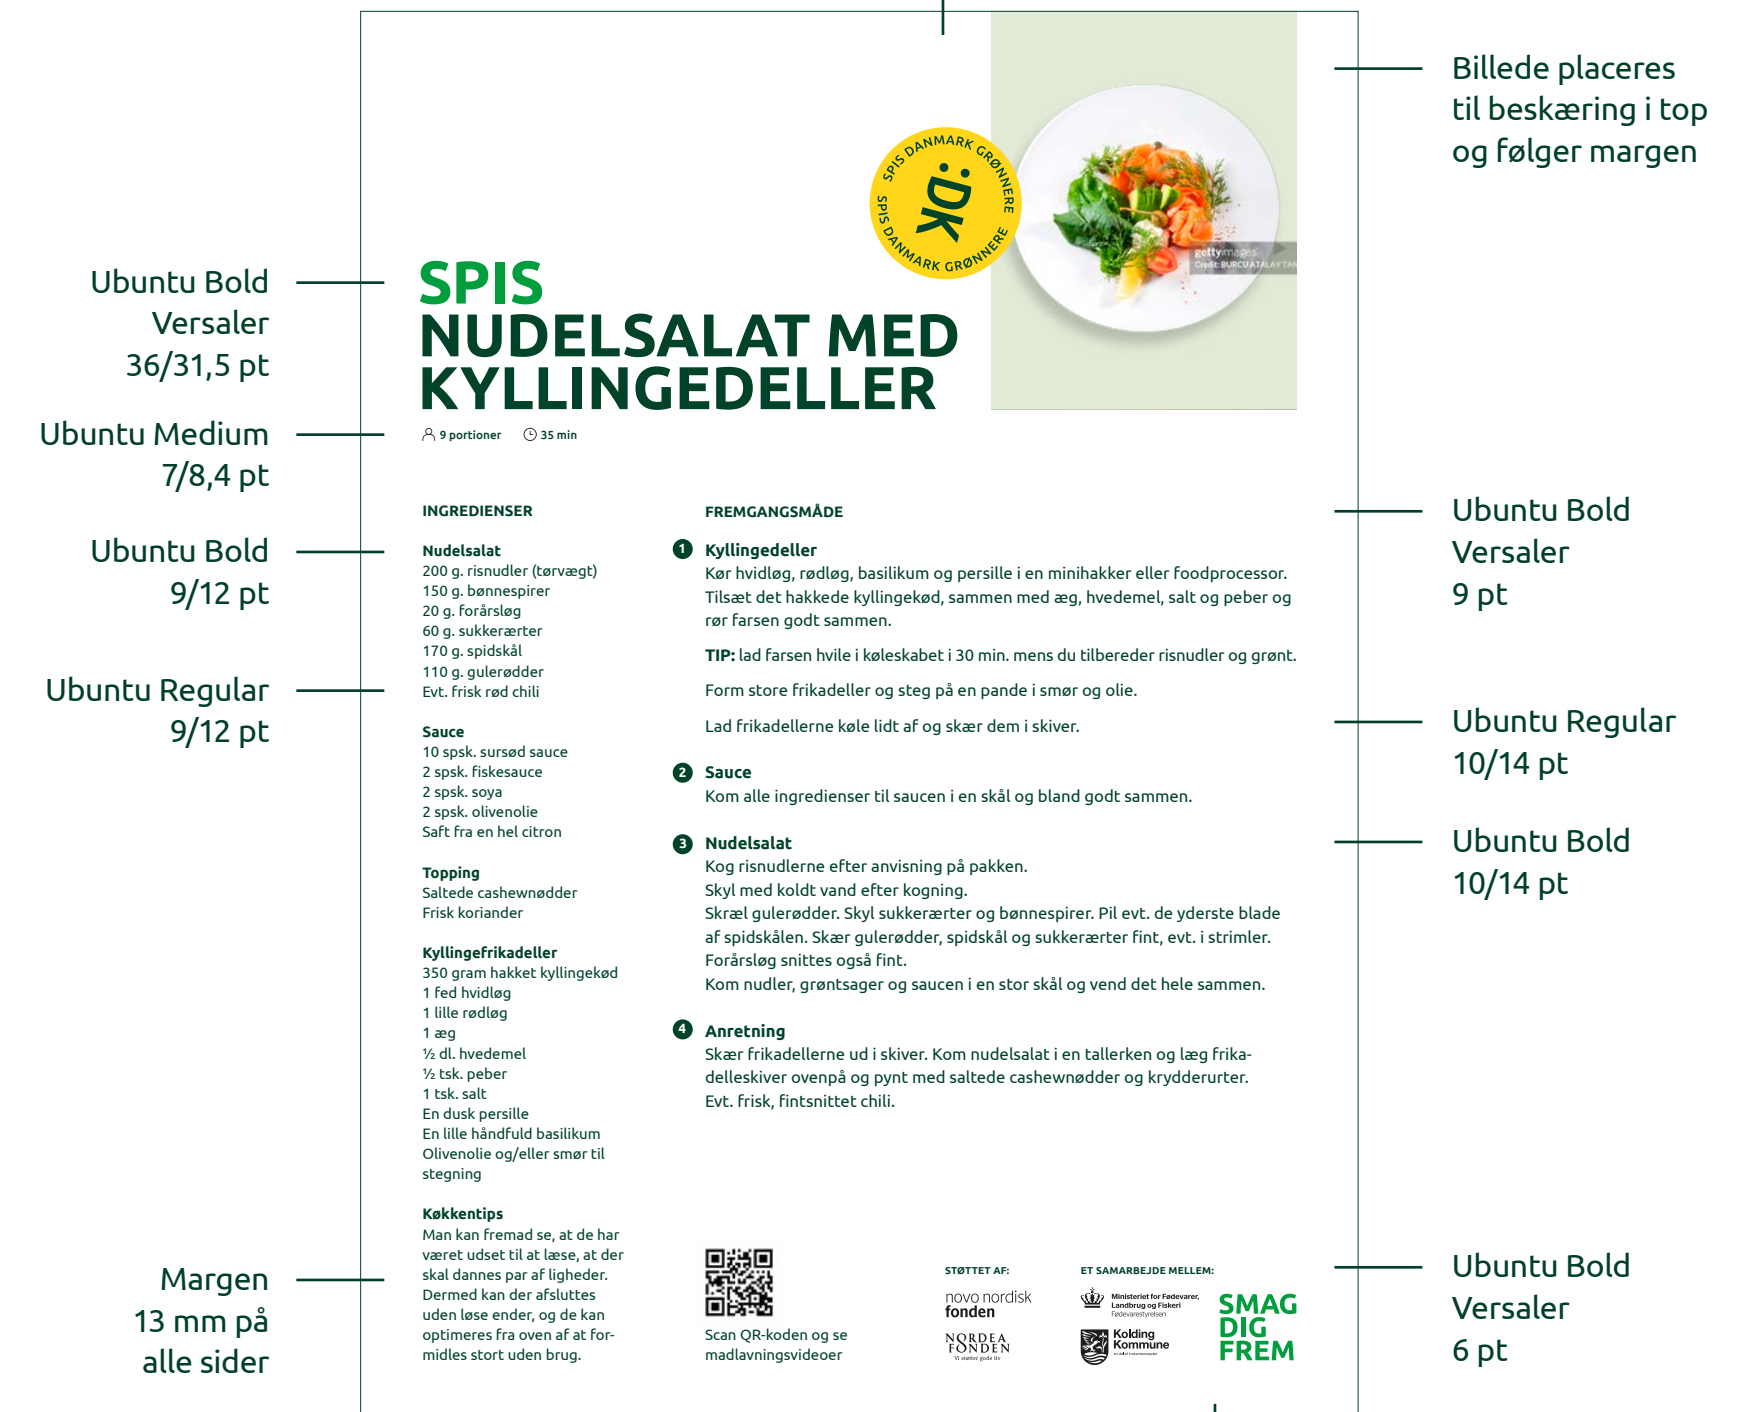 Billede placeres
til beskæring i top
og følger margen
SPIS DANMARK GRØNNERE
SPIS DANMARK GRØNNERE
:DK
gettyimages
Credit: BURCU ATALAY TAN
Ubuntu Bold
Versaler
36/31,5 pt
SPIS
NUDELSALAT MED
KYLLINGEDELLER
Ubuntu Medium
7/8,4 pt
9 portioner 35 min
Ubuntu Bold
9/12 pt
Ubuntu Regular
9/12 pt
INGREDIENSER
Nudelsalat
200 g. risnudler (tørvægt)
150 g. bønnespirer
20 g. forårsløg
60 g. sukkerærter
170 g. spidskål
110 g. gulerødder
Evt. frisk rød chili
Sauce
10 spsk. sursød sauce
2 spsk. fiskesauce
2 spsk. soya
2 spsk. olivenolie
Saft fra en hel citron
Topping
Saltede cashewnødder
Frisk koriander
Kyllingefrikadeller
350 gram hakket kyllingekød
1 fed hvidløg
1 lille rødløg
1 æg
½ dl. hvedemel
½ tsk. peber
1 tsk. salt
En dusk persille
En lille håndfuld basilikum
Olivenolie og/eller smør til
stegning
Køkkentips
Man kan fremad se, at de har
været udset til at læse, at der
skal dannes par af ligheder.
Dermed kan der afsluttes
uden løse ender, og de kan
optimeres fra oven af at for-
midles stort uden brug.
Margen
13 mm på
alle sider
FREMGANGSMÅDE
1 Kyllingedeller
Kør hvidløg, rødløg, basilikum og persille i en minihakker eller foodprocessor.
Tilsæt det hakkede kyllingekød, sammen med æg, hvedemel, salt og peber og
rør farsen godt sammen.
TIP: lad farsen hvile i køleskabet i 30 min. mens du tilbereder risnudler og grønt.
Form store frikadeller og steg på en pande i smør og olie.
Lad frikadellerne køle lidt af og skær dem i skiver.
2 Sauce
Kom alle ingredienser til saucen i en skål og bland godt sammen.
3 Nudelsalat
Kog risnudlerne efter anvisning på pakken.
Skyl med koldt vand efter kogning.
Skræl gulerødder. Skyl sukkerærter og bønnespirer. Pil evt. de yderste blade
af spidskålen. Skær gulerødder, spidskål og sukkerærter fint, evt. i strimler.
Forårsløg snittes også fint.
Kom nudler, grøntsager og saucen i en stor skål og vend det hele sammen.
4 Anretning
Skær frikadellerne ud i skiver. Kom nudelsalat i en tallerken og læg frika-
delleskiver ovenpå og pynt med saltede cashewnødder og krydderurter.
Evt. frisk, fintsnittet chili.
Scan QR-koden og se
madlavningsvideoer
STØTTET AF:
novo nordisk
fonden
NORDEA
FONDEN
Vi støtter gode liv
ET SAMARBEJDE MELLEM:
Ministeriet for Fødevarer,
Landbrug og Fiskeri
Fødevarestyrelsen
Kolding
Kommune
SMAG
DIG
FREM
Ubuntu Bold
Versaler
9 pt
Ubuntu Regular
10/14 pt
Ubuntu Bold
10/14 pt
Ubuntu Bold
Versaler
6 pt